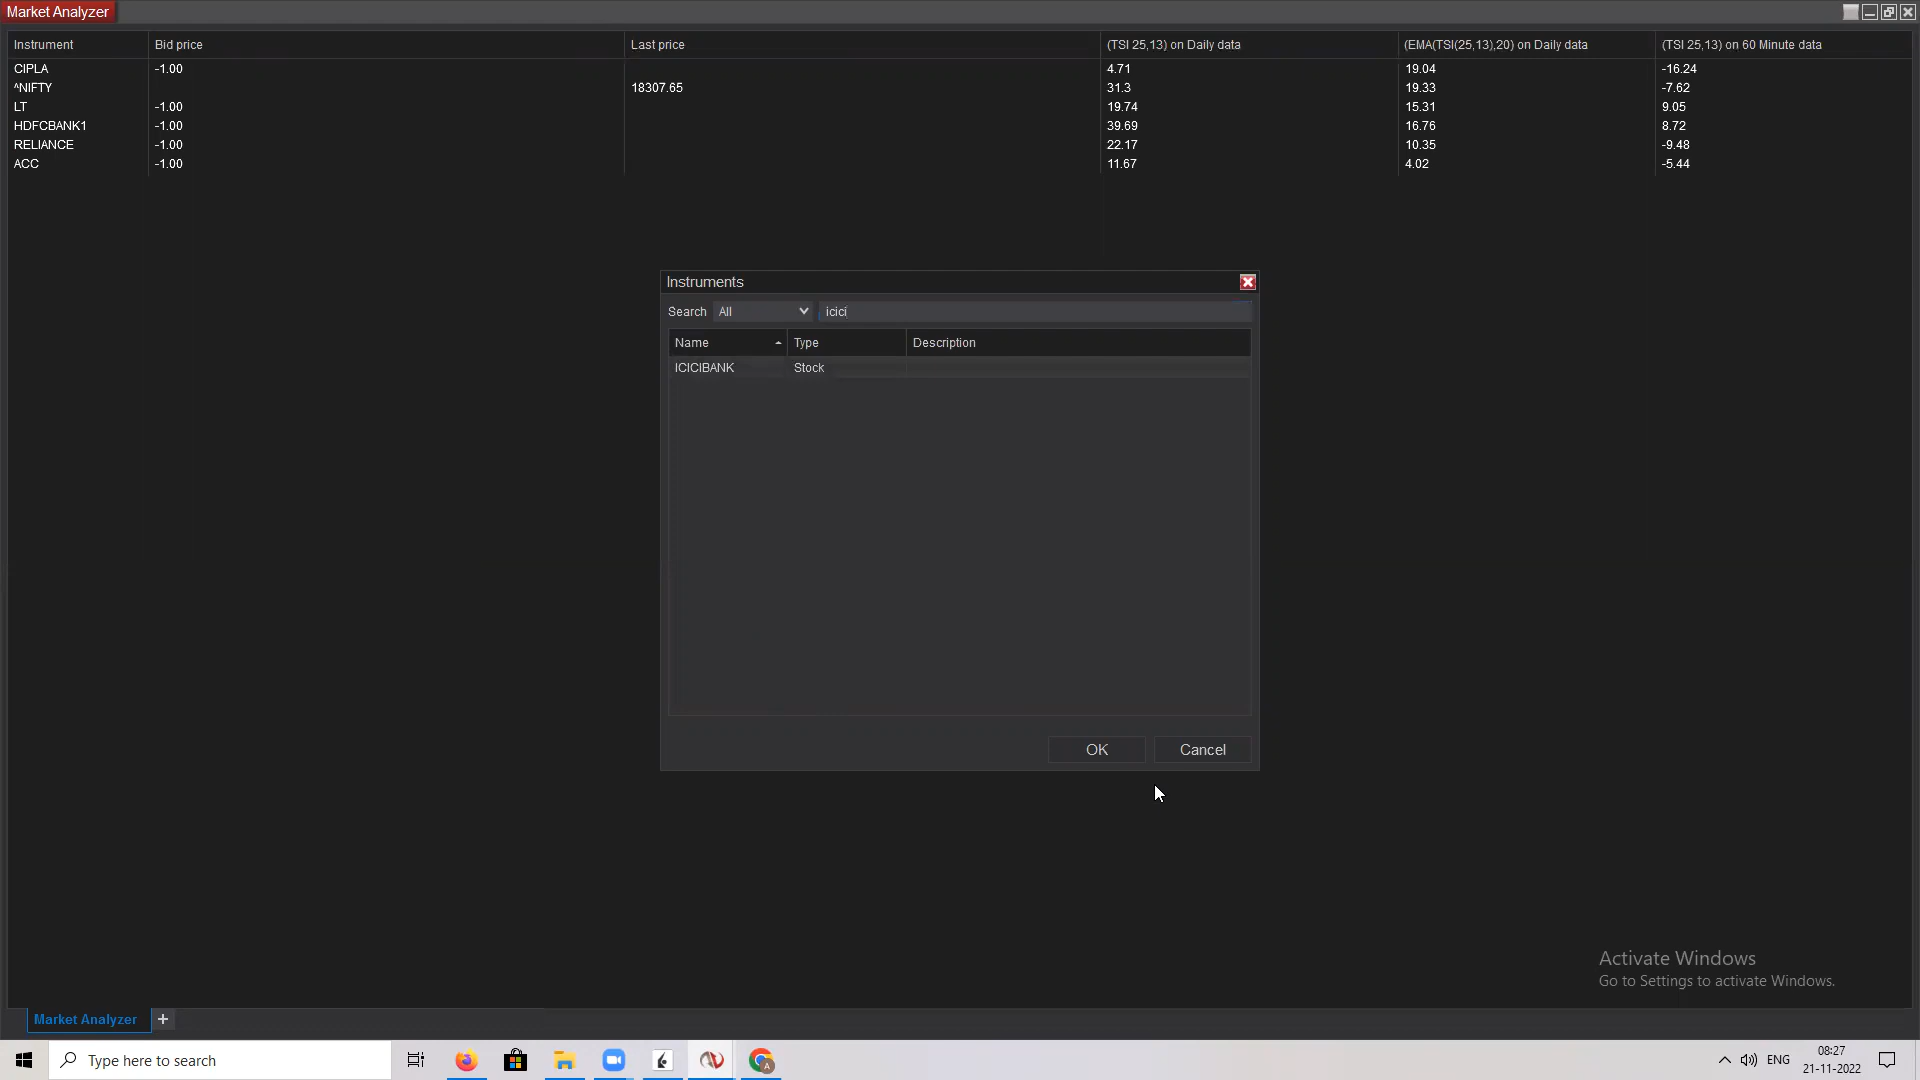 Market Analyzer
Instrument Bid price Last price (TSI 25,13) on Daily data (EMA(TSI(25,13),20) on Daily data (TSI 25,13) on 60 Minute data
CIPLA -1.00 4.71 19.04 -16.24
^NIFTY 18307.65 31.3 19.33 -7.62
LT -1.00 19.74 15.31 9.05
HDFCBANK1 -1.00 39.69 16.76 8.72
RELIANCE -1.00 22.17 10.35 -9.48
ACC -1.00 11.67 4.02 -5.44
Instruments
Search All icici
Name Type Description
ICICIBANK Stock
OK Cancel
Activate Windows
Go to Settings to activate Windows.
Market Analyzer +
Type here to search
ENG
08:27
21-11-2022